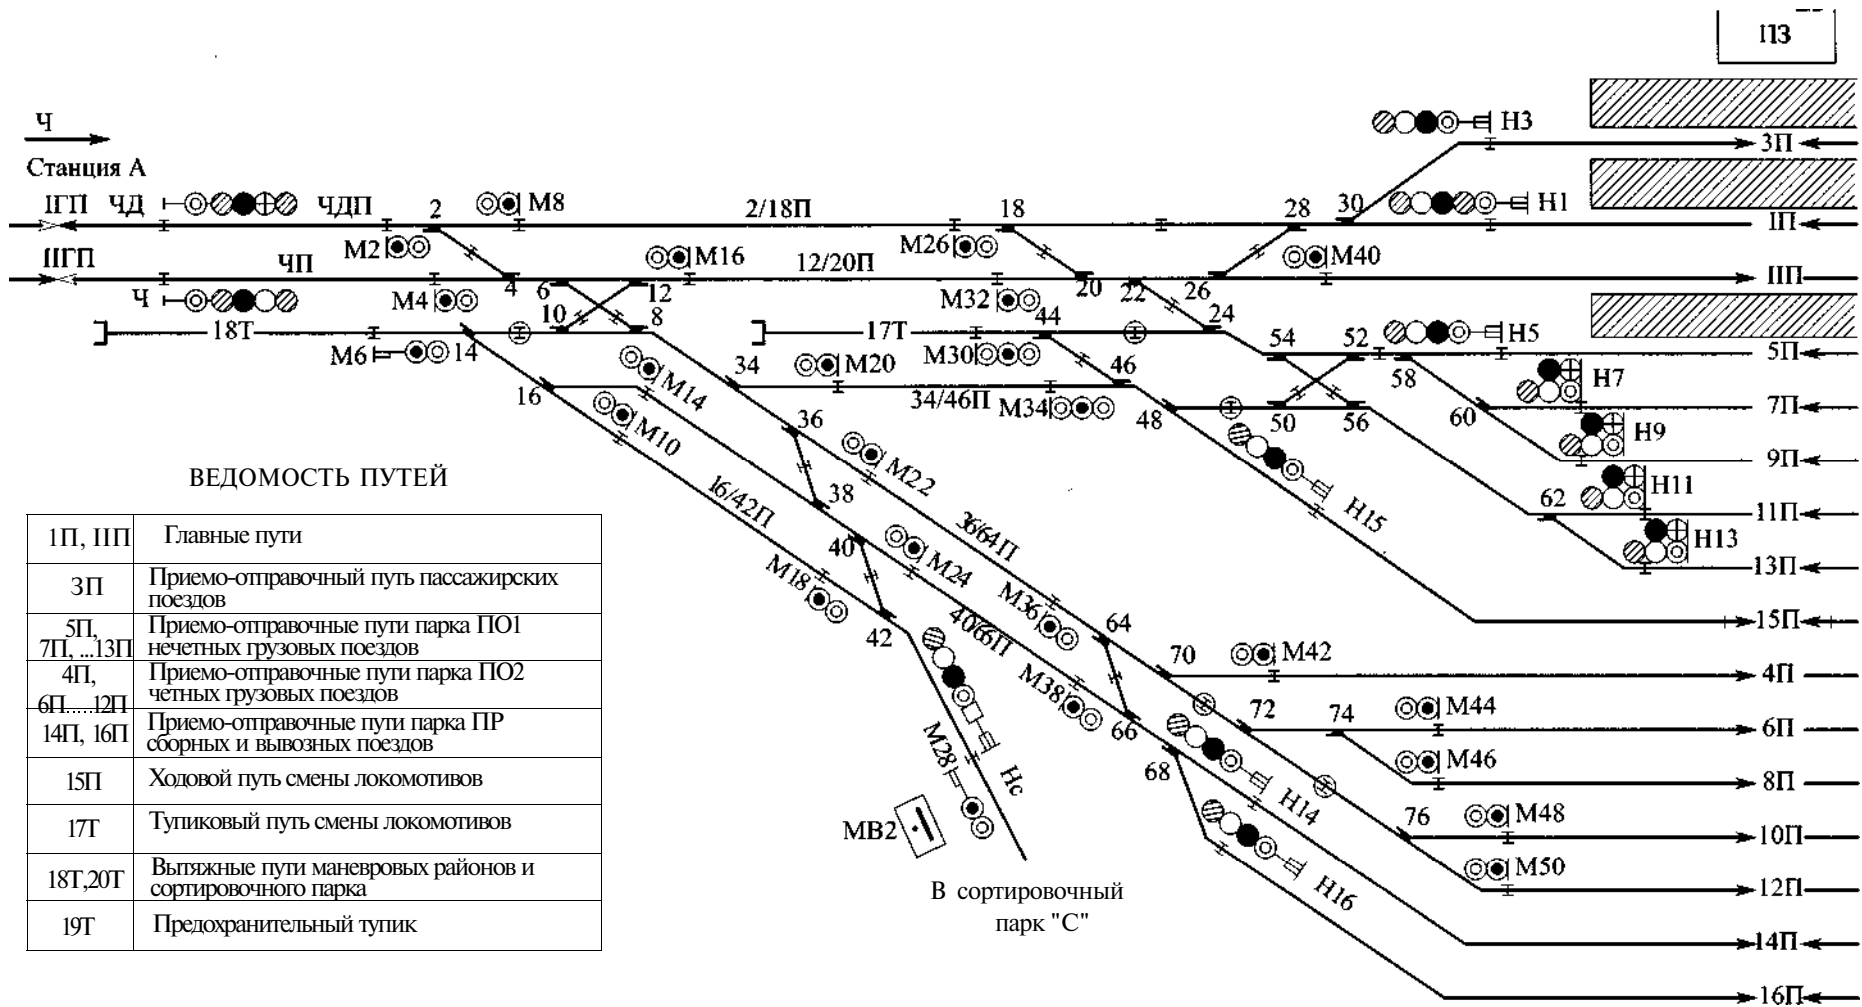 ПЗ
Ч
Н3
3П
Станция А
IГП
ЧД
ЧДП
2
М8
2/18П
18
28
30
Н1
1П
IIГП
ЧП
М2
М16
12/20П
М26
М40
IIП
Ч
М4
4
6
12
М32
20
22
26
10
8
24
18Т
17Т
44
М6
14
М14
34
М20
М30
46
54
52
Н5
5П
58
Н7
16
М10
34/46П
М34
48
50
56
60
7П
36
М22
Н9
9П
ВЕДОМОСТЬ ПУТЕЙ
16/42П
38
Н15
62
Н11
11П
1П, IIП Главные пути
40
М24
36/64П
Н13
13П
3П Приемо-отправочный путь пассирских
поездов
М18
М36
64
15П
5П, Приемо-отправочные пути парка ПО1
7П, ...13П нечетных грузовых поездов
42
40/66П
70
М42
4П
4П, Приемо-отправочные пути парка ПО2
6П.....12П четных грузовых поездов
М38
66
72
74
М44
6П
14П, 16П Приемо-отправочные пути парка ПР
сборных и вывозных поездов
М28
Нс
68
М46
8П
15П Ходовой путь смены локомотивов
Н14
17Т Тупиковый путь смены локомотивов
МВ2
76
М48
10П
18Т,20Т Вытяжные пути маневровых районов и
сортировочного парка
Н16
М50
12П
В сортировочный
парк "С"
19Т Предохранительный тупик
14П
16П